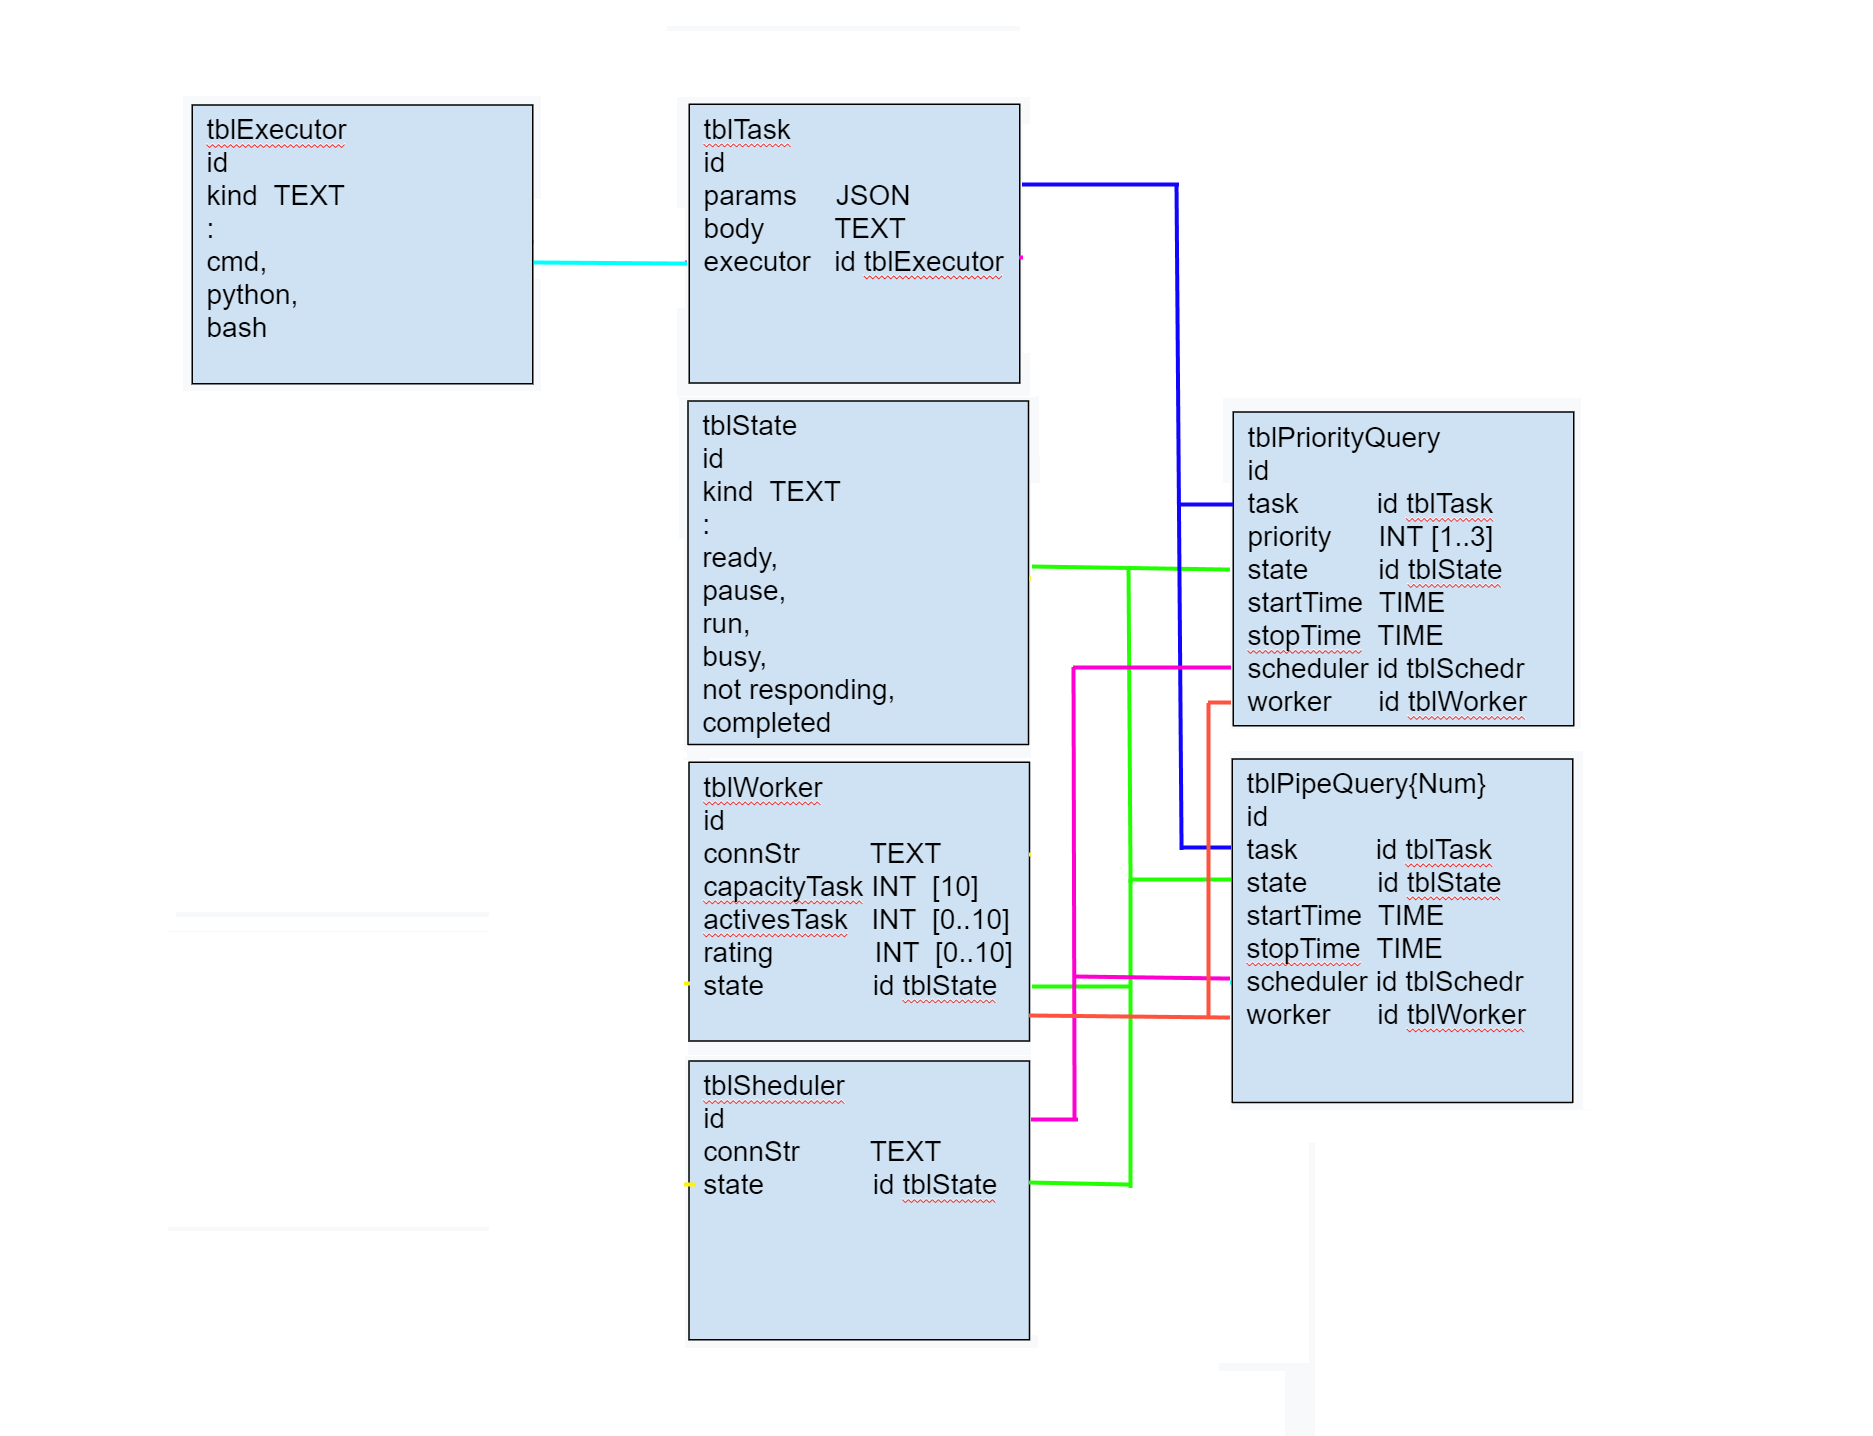 tblExecutor
id
kind TEXT
:
cmd,
python,
bash
tblTask
id
params JSON
body TEXT
executor id tblExecutor
tblState
id
kind TEXT
:
ready,
pause,
run,
busy,
not responding,
completed
tblWorker
id
connStr TEXT
capacityTask INT [10]
activesTask INT [0..10]
rating INT [0..10]
state id tblState
tblSheduler
id
connStr TEXT
state id tblState
tblPriorityQuery
id
task id tblTask
priority INT [1..3]
state id tblState
startTime TIME
stopTime TIME
scheduler id tblSchedr
worker id tblWorker
tblPipeQuery{Num}
id
task id tblTask
state id tblState
startTime TIME
stopTime TIME
scheduler id tblSchedr
worker id tblWorker